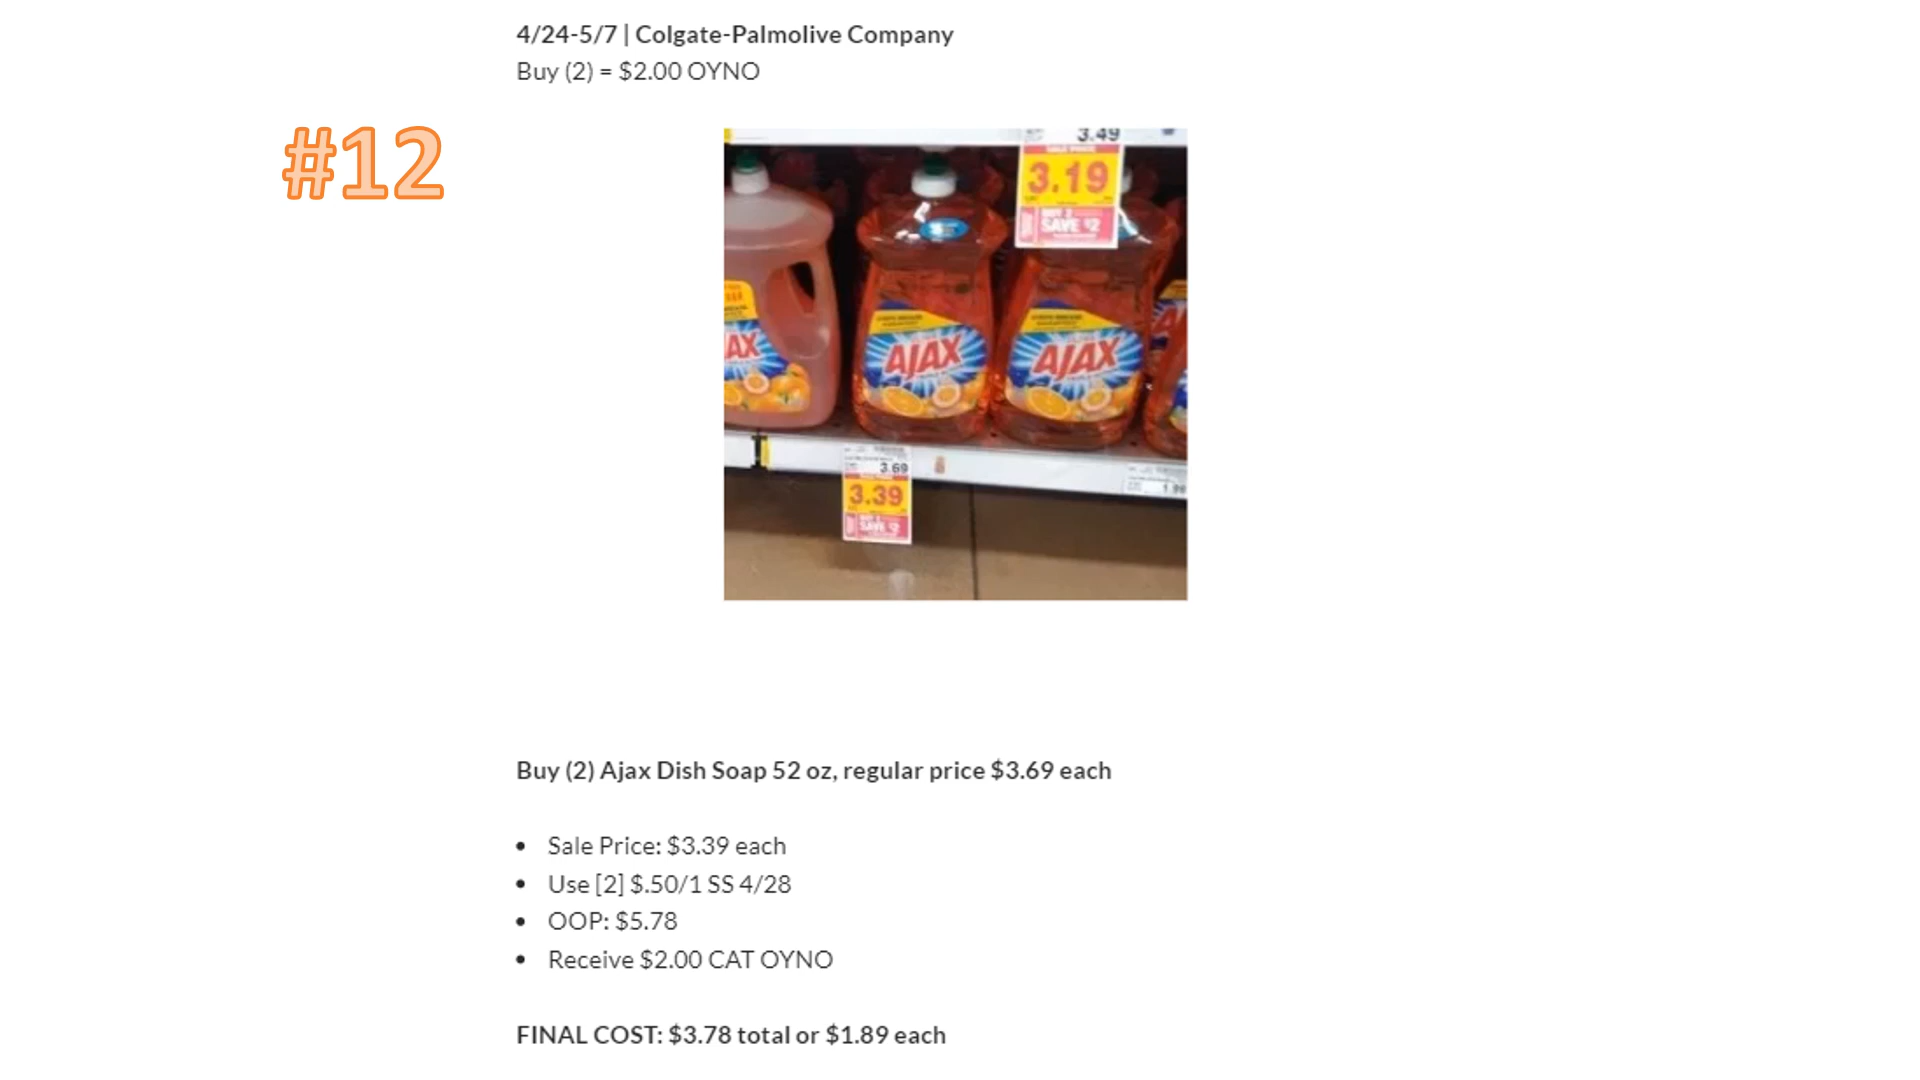 4/24-5/7 | Colgate-Palmolive Company
Buy (2) = $2.00 OYNO
#12
3.49
3.19
SAVE $2
AX
AJAX
AJAX
3.69
3.39
SAVE $2
Buy (2) Ajax Dish Soap 52 oz, regular price $3.69 each
• Sale Price: $3.39 each
• Use [2] $.50/1 SS 4/28
• OOP: $5.78
• Receive $2.00 CAT OYNO
FINAL COST: $3.78 total or $1.89 each